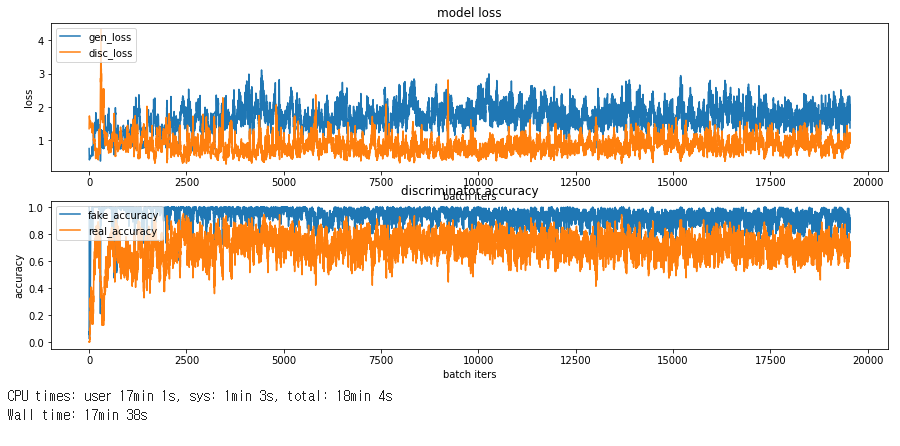 model loss
gen_loss
disc_loss
4
3
2
1
loss
0 2500 5000 7500 10000 12500 15000 17500 20000
batch iters
discriminator accuracy
fake_accuracy
real_accuracy
1.0
0.8
0.6
0.4
0.2
0.0
accuracy
0 2500 5000 7500 10000 12500 15000 17500 20000
batch iters
CPU times: user 17min 1s, sys: 1min 3s, total: 18min 4s
Wall time: 17min 38s